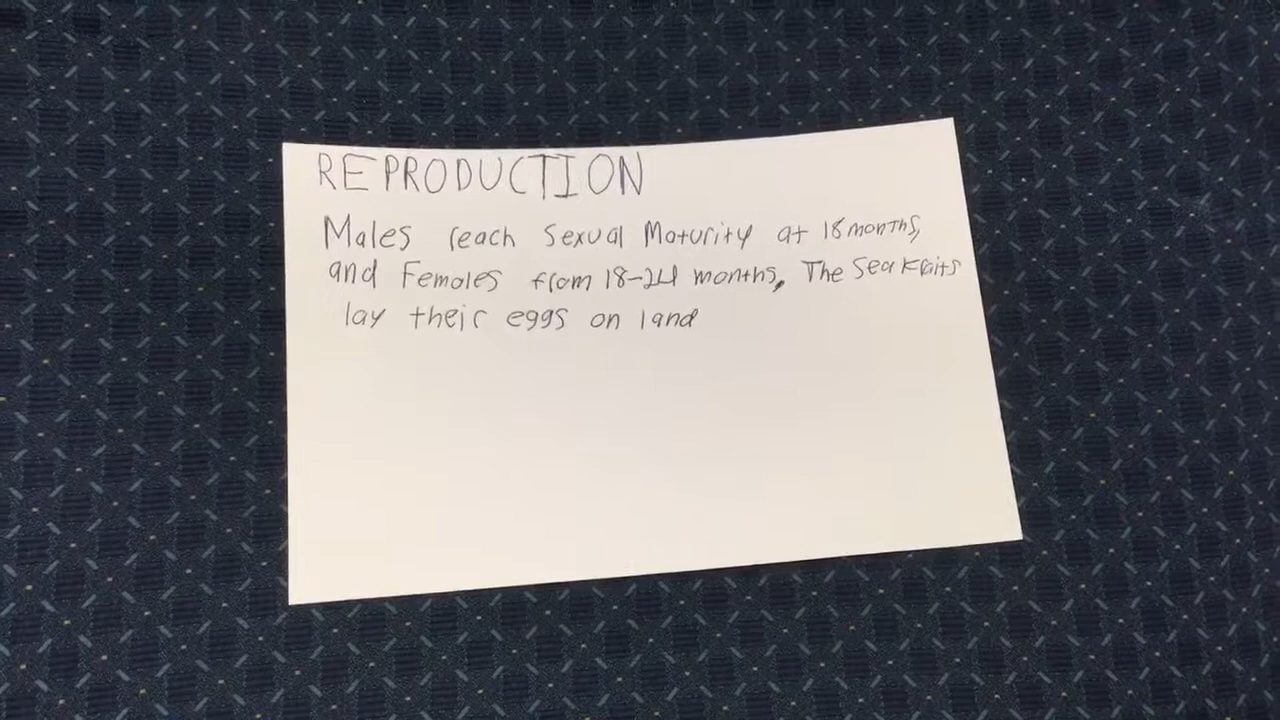 REPRODUCTION
Males reach Sexual Maturity at 18 months,
and Females from 18-24 months, The Sea Kraits
lay their eggs on land